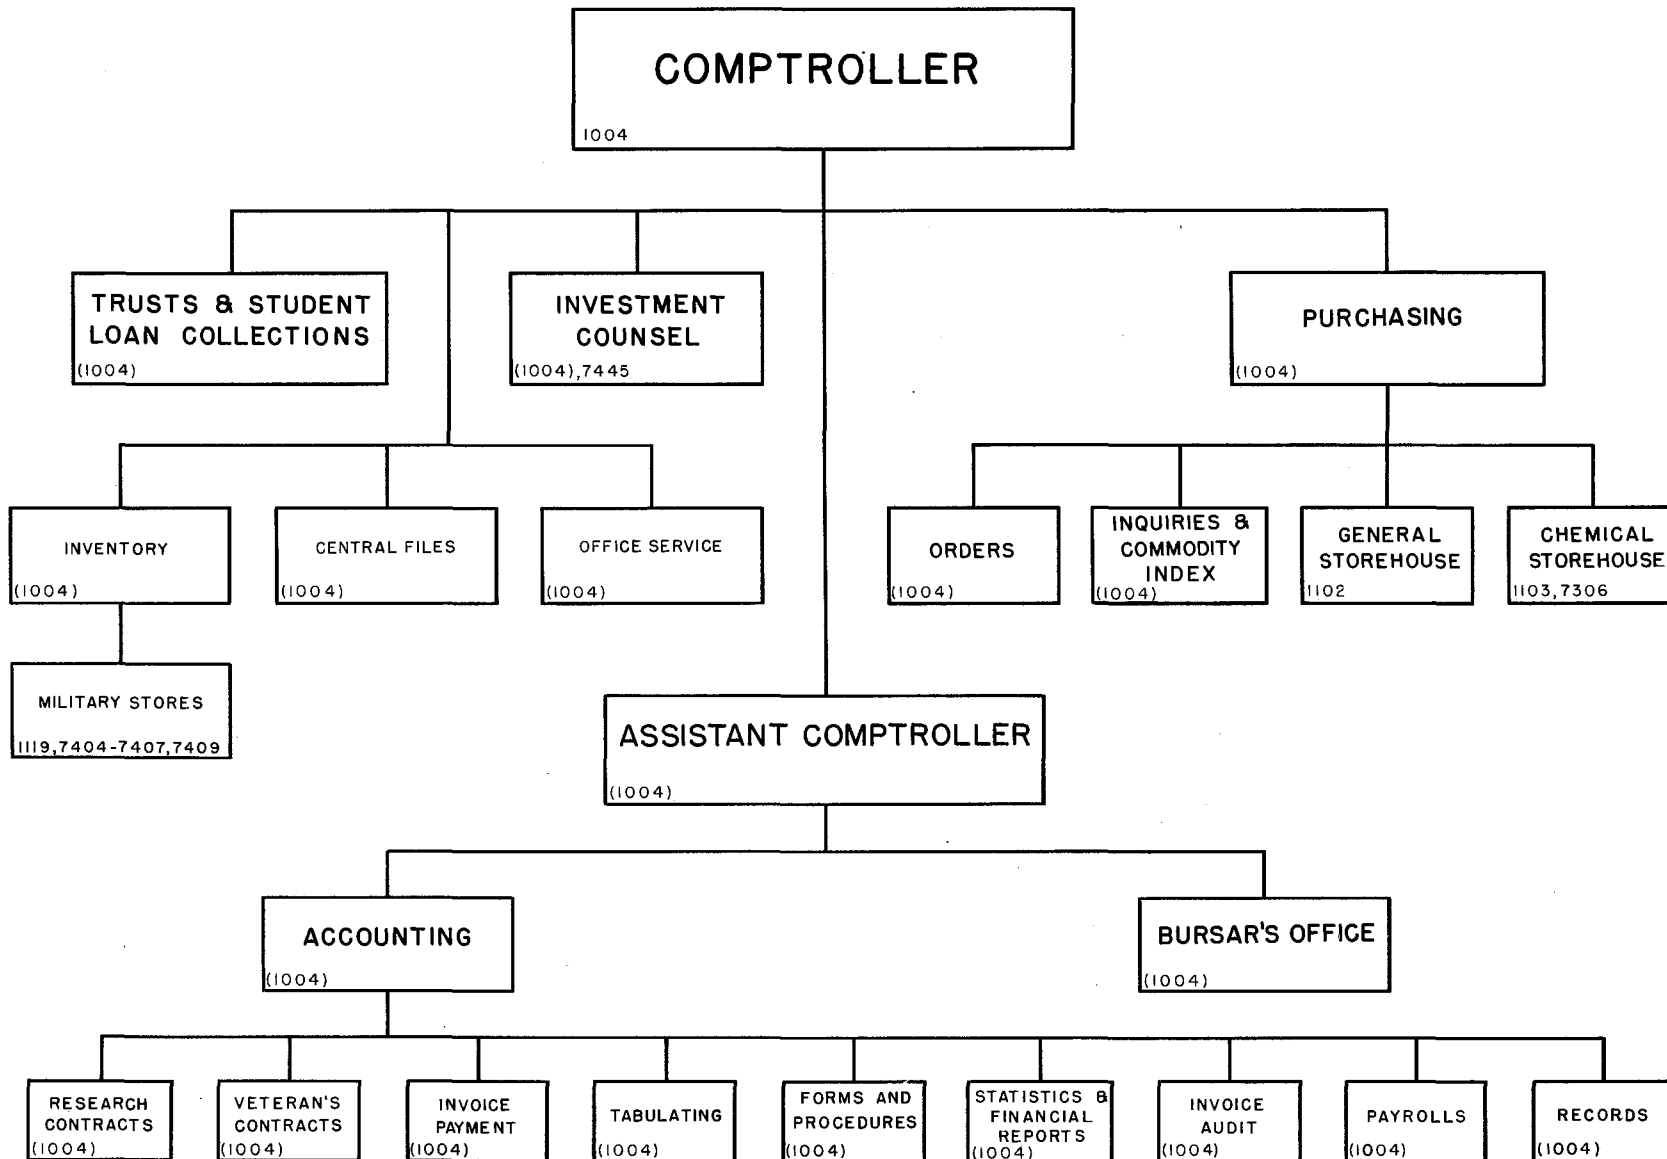 COMPTROLLER
1004
TRUSTS & STUDENT
LOAN COLLECTIONS
(1004)
INVESTMENT
COUNSEL
(1004),7445
PURCHASING
(1004)
INVENTORY
(1004)
CENTRAL FILES
(1004)
OFFICE SERVICE
(1004)
ORDERS
(1004)
INQUIRIES &
COMMODITY
INDEX
(1004)
GENERAL
STOREHOUSE
1102
CHEMICAL
STOREHOUSE
1103,7306
MILITARY STORES
1119,7404-7407,7409
ASSISTANT COMPTROLLER
(1004)
ACCOUNTING
(1004)
BURSAR'S OFFICE
(1004)
RESEARCH
CONTRACTS
(1004)
VETERAN'S
CONTRACTS
(1004)
INVOICE
PAYMENT
(1004)
TABULATING
(1004)
FORMS AND
PROCEDURES
(1004)
STATISTICS &
FINANCIAL
REPORTS
(1004)
INVOICE
AUDIT
(1004)
PAYROLLS
(1004)
RECORDS
(1004)